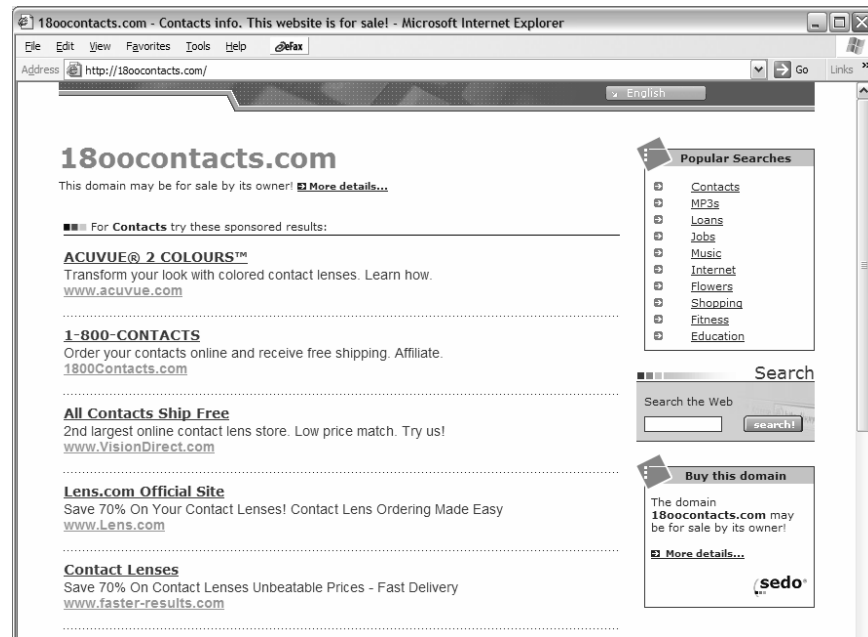 18oocontacts.com - Contacts info. This website is for sale! - Microsoft Internet Explorer
File Edit View Favorites Tools Help eFax
Address http://18oocontacts.com/ Go Links »
English
18oocontacts.com
This domain may be for sale by its owner! More details...
For Contacts try these sponsored results:
ACUVUE® 2 COLOURS™
Transform your look with colored contact lenses. Learn how.
www.acuvue.com
1-800-CONTACTS
Order your contacts online and receive free shipping. Affiliate.
1800Contacts.com
All Contacts Ship Free
2nd largest online contact lens store. Low price match. Try us!
www.VisionDirect.com
Lens.com Official Site
Save 70% On Your Contact Lenses! Contact Lens Ordering Made Easy
www.Lens.com
Contact Lenses
Save 70% On Contact Lenses Unbeatable Prices - Fast Delivery
www.faster-results.com
Popular Searches
Contacts
MP3s
Loans
Jobs
Music
Internet
Flowers
Shopping
Fitness
Education
Search
Search the Web
search!
Buy this domain
The domain
18oocontacts.com may
be for sale by its owner!
More details...
sedo